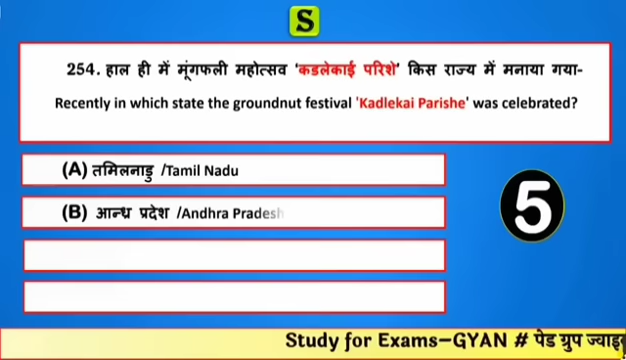 S
254. हाल ही में मूंगफली महोत्सव 'कडलेकाई परिशे' किस राज्य में मनाया गया-
Recently in which state the groundnut festival 'Kadlekai Parishe' was celebrated?
(A) तमिलनाडु /Tamil Nadu
(B) आन्ध्र प्रदेश /Andhra Pradesh
5
Study for Exams-GYAN # पेड ग्रुप ज्वाइ